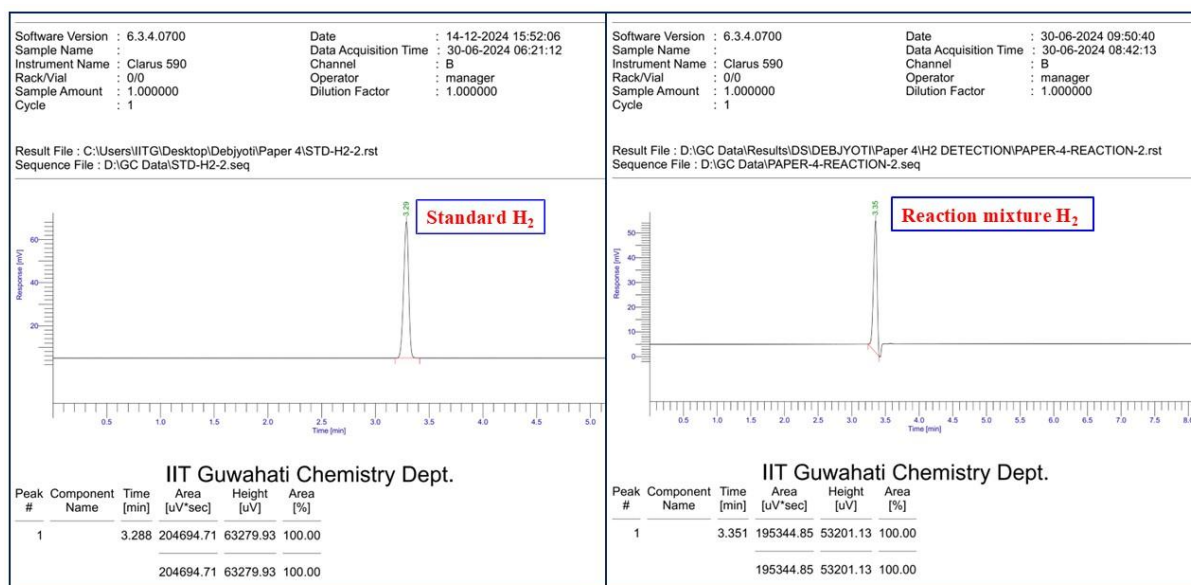 Software Version : 6.3.4.0700 Date : 14-12-2024 15:52:06
Sample Name : Data Acquisition Time : 30-06-2024 06:21:12
Instrument Name : Clarus 590 Channel : B
Rack/Vial : 0/0 Operator : manager
Sample Amount : 1.000000 Dilution Factor : 1.000000
Cycle : 1
Result File : C:\Users\IITG\Desktop\Debjyoti\Paper 4\STD-H2-2.rst
Sequence File : D:\GC Data\STD-H2-2.seq
3.29
Standard H₂
60
40
20
Response [mV]
0.5 1.0 1.5 2.0 2.5 3.0 3.5 4.0 4.5 5.0
Time [min]
IIT Guwahati Chemistry Dept.
Peak Component Time Area Height Area
# Name [min] [uV*sec] [uV] [%]
1 3.288 204694.71 63279.93 100.00
204694.71 63279.93 100.00
Software Version : 6.3.4.0700 Date : 30-06-2024 09:50:40
Sample Name : Data Acquisition Time : 30-06-2024 08:42:13
Instrument Name : Clarus 590 Channel : B
Rack/Vial : 0/0 Operator : manager
Sample Amount : 1.000000 Dilution Factor : 1.000000
Cycle : 1
Result File : D:\GC Data\Results\DS\DEBJYOTI\Paper 4\H2 DETECTION\PAPER-4-REACTION-2.rst
Sequence File : D:\GC Data\PAPER-4-REACTION-2.seq
3.35
Reaction mixture H₂
50
40
30
20
10
0
Response [mV]
0.5 1.0 1.5 2.0 2.5 3.0 3.5 4.0 4.5 5.0 5.5 6.0 6.5 7.0 7.5 8.0
Time [min]
IIT Guwahati Chemistry Dept.
Peak Component Time Area Height Area
# Name [min] [uV*sec] [uV] [%]
1 3.351 195344.85 53201.13 100.00
195344.85 53201.13 100.00